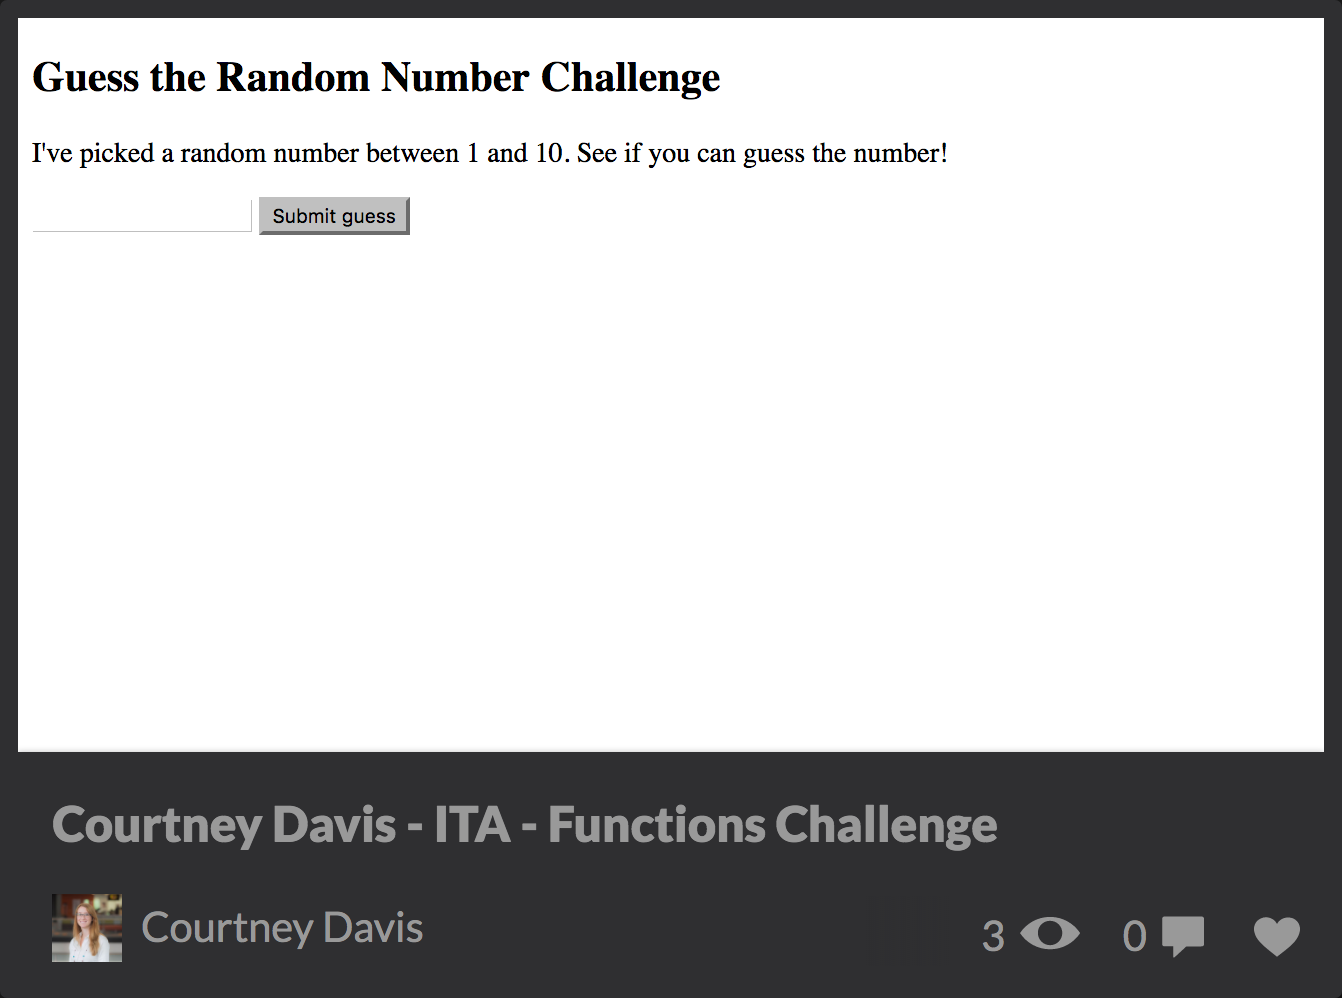 Guess the Random Number Challenge
I've picked a random number between 1 and 10. See if you can guess the number!
Submit guess
Courtney Davis - ITA - Functions Challenge
Courtney Davis
3 0